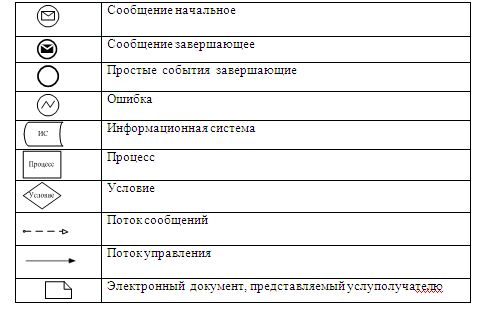 Сообщение начальное
Сообщение завершающее
Простые события завершающие
Ошибка
ИС
Информационная система
Процесс
Процесс
Условие
Условие
Поток сообщений
Поток управления
Электронный документ, представляемый услуполучателю